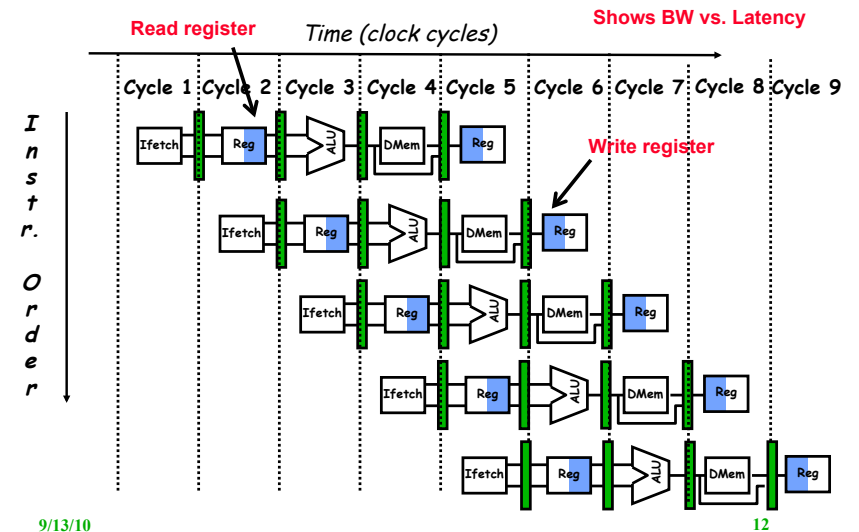 Shows BW vs. Latency
Read register
Time (clock cycles)
Cycle 1 Cycle 2 Cycle 3 Cycle 4 Cycle 5 Cycle 6 Cycle 7 Cycle 8 Cycle 9
Instr. Order
Ifetch Reg ALU DMem Reg
Write register
Ifetch Reg ALU DMem Reg
Ifetch Reg ALU DMem Reg
Ifetch Reg ALU DMem Reg
Ifetch Reg ALU DMem Reg
9/13/10 12